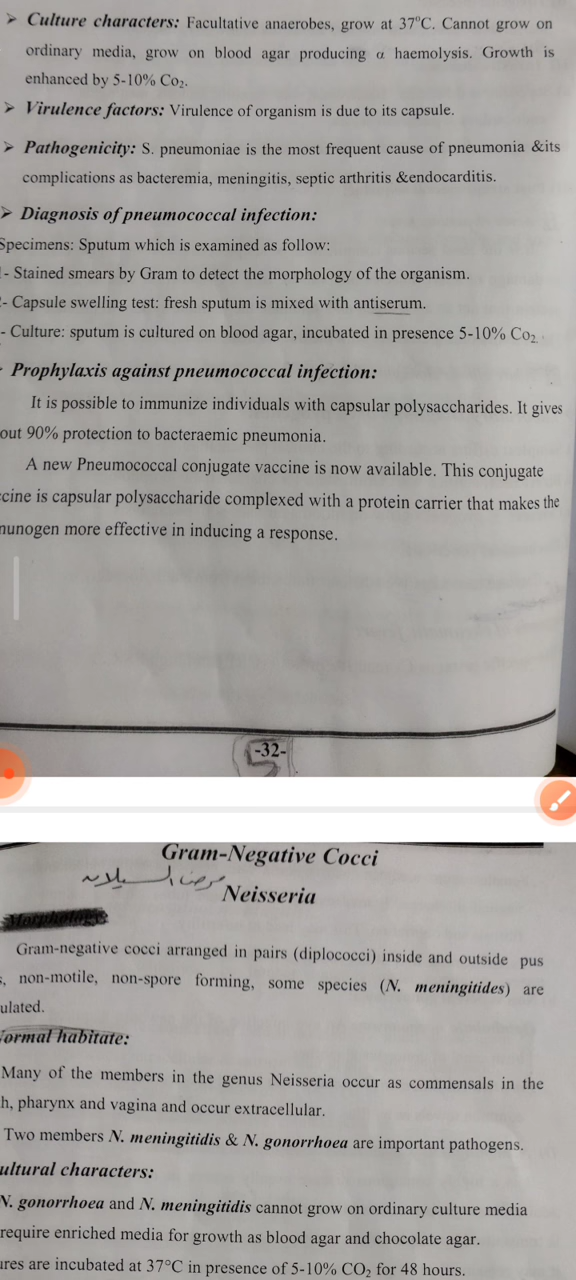 ➤ Culture characters: Facultative anaerobes, grow at 37°C. Cannot grow on
ordinary media, grow on blood agar producing α haemolysis. Growth is
enhanced by 5-10% Co₂.
➤ Virulence factors: Virulence of organism is due to its capsule.
➤ Pathogenicity: S. pneumoniae is the most frequent cause of pneumonia &its
complications as bacteremia, meningitis, septic arthritis &endocarditis.
➤ Diagnosis of pneumococcal infection:
Specimens: Sputum which is examined as follow:
- Stained smears by Gram to detect the morphology of the organism.
- Capsule swelling test: fresh sputum is mixed with antiserum.
- Culture: sputum is cultured on blood agar, incubated in presence 5-10% Co₂.
Prophylaxis against pneumococcal infection:
It is possible to immunize individuals with capsular polysaccharides. It gives
out 90% protection to bacteraemic pneumonia.
A new Pneumococcal conjugate vaccine is now available. This conjugate
cine is capsular polysaccharide complexed with a protein carrier that makes the
nunogen more effective in inducing a response.
-32-
Gram-Negative Cocci
مرض السيلان
Neisseria
Morphology:
Gram-negative cocci arranged in pairs (diplococci) inside and outside pus
s, non-motile, non-spore forming, some species (N. meningitides) are
ulated.
Normal habitate:
Many of the members in the genus Neisseria occur as commensals in the
h, pharynx and vagina and occur extracellular.
Two members N. meningitidis & N. gonorrhoea are important pathogens.
ultural characters:
N. gonorrhoea and N. meningitidis cannot grow on ordinary culture media
require enriched media for growth as blood agar and chocolate agar.
ures are incubated at 37°C in presence of 5-10% CO₂ for 48 hours.